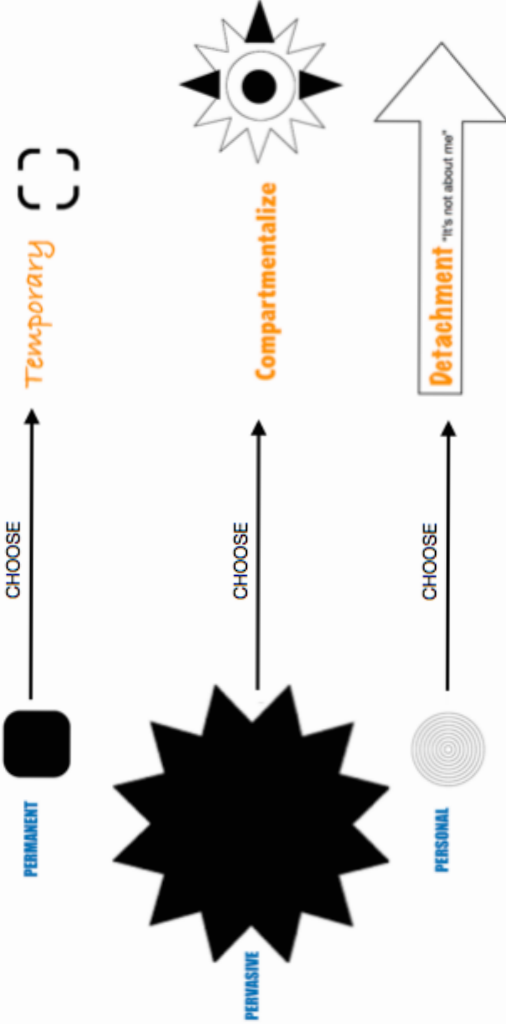 PERMANENT
CHOOSE
Temporary
PERVASIVE
CHOOSE
Compartmentalize
PERSONAL
CHOOSE
Detachment "It's not about me"